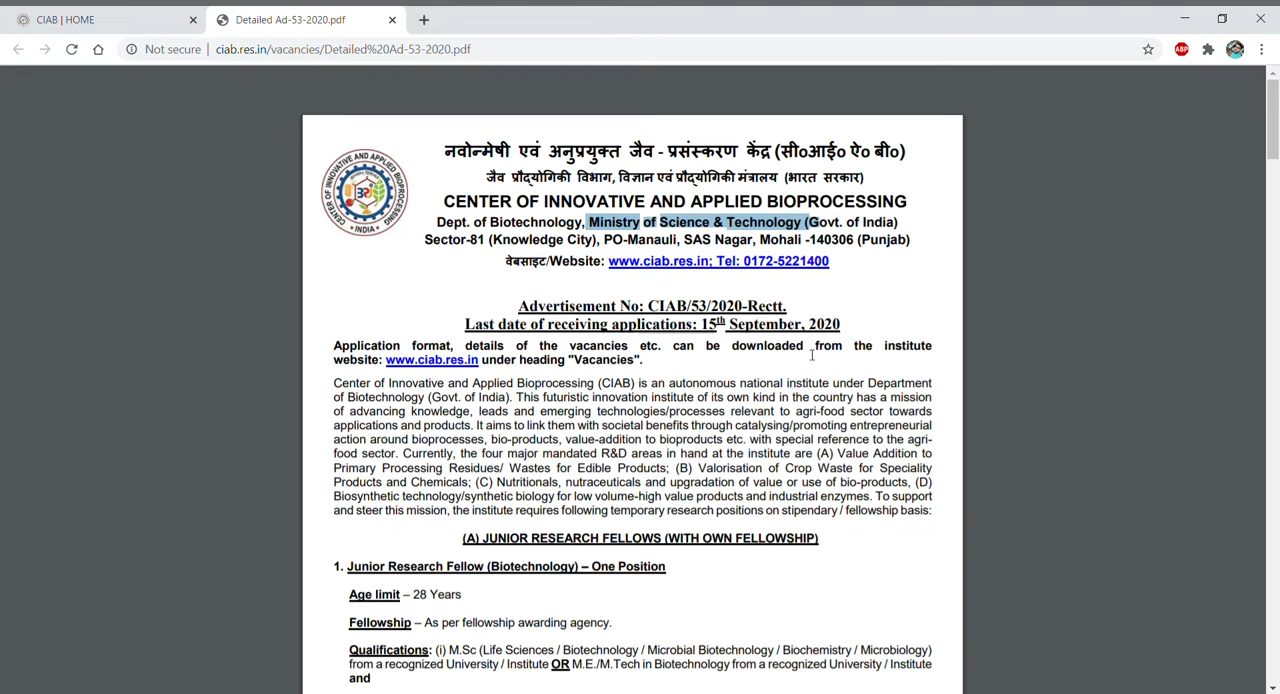 CIAB | HOME
Detailed Ad-53-2020.pdf
Not secure | ciab.res.in/vacancies/Detailed%20Ad-53-2020.pdf
ABP
नवोन्मेषी एवं अनुप्रयुक्त जैव - प्रसंस्करण केंद्र (सी०आई० ऐ० बी०)
जैव प्रौद्योगिकी विभाग, विज्ञान एवं प्रौद्योगिकी मंत्रालय (भारत सरकार)
CENTER OF INNOVATIVE AND APPLIED BIOPROCESSING
INDIA
CENTER OF INNOVATIVE AND APPLIED BIOPROCESSING
Dept. of Biotechnology, Ministry of Science & Technology (Govt. of India)
Sector-81 (Knowledge City), PO-Manauli, SAS Nagar, Mohali -140306 (Punjab)
वेबसाइट/Website: www.ciab.res.in; Tel: 0172-5221400
Advertisement No: CIAB/53/2020-Rectt.
Last date of receiving applications: 15th September, 2020
Application format, details of the vacancies etc. can be downloaded from the institute
website: www.ciab.res.in under heading "Vacancies".
Center of Innovative and Applied Bioprocessing (CIAB) is an autonomous national institute under Department
of Biotechnology (Govt. of India). This futuristic innovation institute of its own kind in the country has a mission
of advancing knowledge, leads and emerging technologies/processes relevant to agri-food sector towards
applications and products. It aims to link them with societal benefits through catalysing/promoting entrepreneurial
action around bioprocesses, bio-products, value-addition to bioproducts etc. with special reference to the agri-
food sector. Currently, the four major mandated R&D areas in hand at the institute are (A) Value Addition to
Primary Processing Residues/ Wastes for Edible Products; (B) Valorisation of Crop Waste for Speciality
Products and Chemicals; (C) Nutritionals, nutraceuticals and upgradation of value or use of bio-products, (D)
Biosynthetic technology/synthetic biology for low volume-high value products and industrial enzymes. To support
and steer this mission, the institute requires following temporary research positions on stipendary / fellowship basis:
(A) JUNIOR RESEARCH FELLOWS (WITH OWN FELLOWSHIP)
1. Junior Research Fellow (Biotechnology) – One Position
Age limit – 28 Years
Fellowship – As per fellowship awarding agency.
Qualifications: (i) M.Sc (Life Sciences / Biotechnology / Microbial Biotechnology / Biochemistry / Microbiology)
from a recognized University / Institute OR M.E./M.Tech in Biotechnology from a recognized University / Institute
and